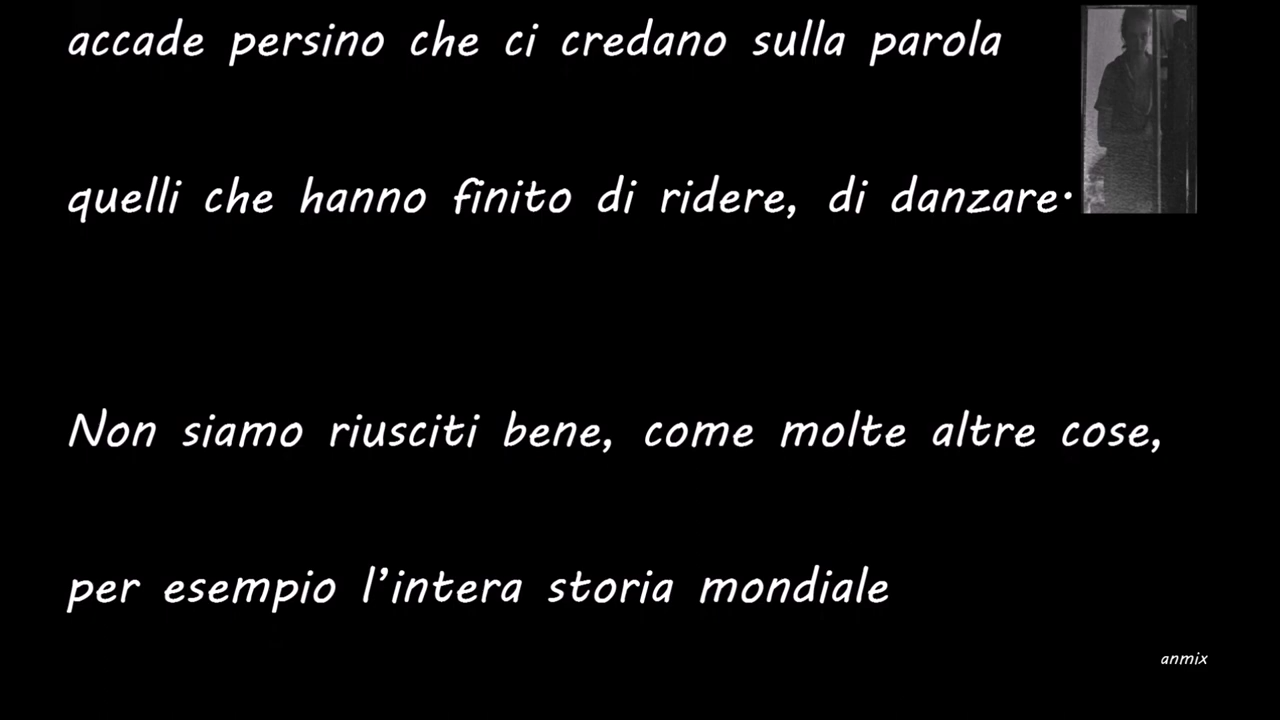 accade persino che ci credano sulla parola
quelli che hanno finito di ridere, di danzare.
Non siamo riusciti bene, come molte altre cose,
per esempio l'intera storia mondiale
anmix